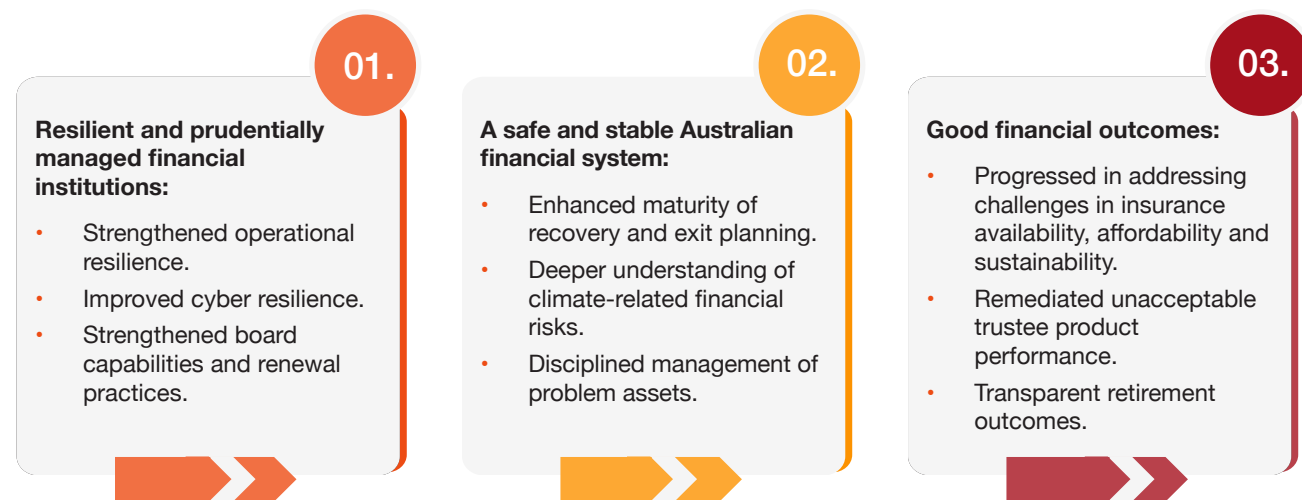 01.
Resilient and prudentially
managed financial
institutions:
• Strengthened operational
resilience.
• Improved cyber resilience.
• Strengthened board
capabilities and renewal
practices.
02.
A safe and stable Australian
financial system:
• Enhanced maturity of
recovery and exit planning.
• Deeper understanding of
climate-related financial
risks.
• Disciplined management of
problem assets.
03.
Good financial outcomes:
• Progressed in addressing
challenges in insurance
availability, affordability and
sustainability.
• Remediated unacceptable
trustee product
performance.
• Transparent retirement
outcomes.